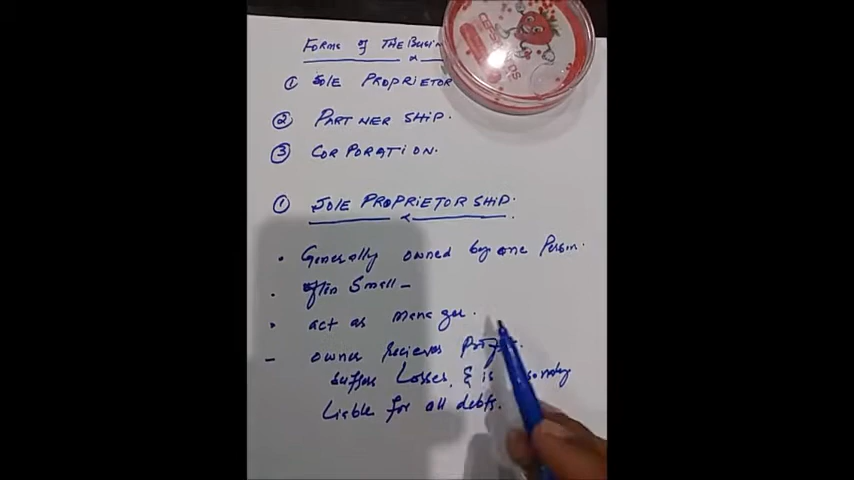 FORMS of THE BUSIN
① SOLE PROPRIETOR
② PARTNER SHIP.
③ CORPORATION.
① SOLE PROPRIETOR SHIP.
• Generally owned by one Person.
• often Small –
• act as manager.
– owner recieves
suffers Losses, & is
Liable for all debts.